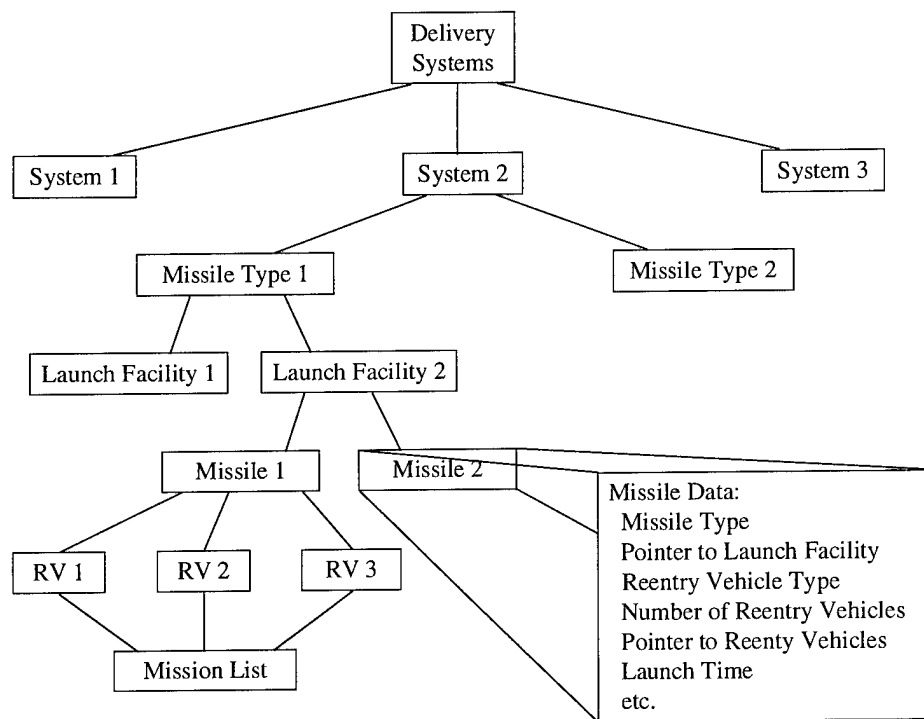 Delivery
Systems
System 1
System 2
System 3
Missile Type 1
Missile Type 2
Launch Facility 1
Launch Facility 2
Missile 1
Missile 2
RV 1
RV 2
RV 3
Mission List
Missile Data:
Missile Type
Pointer to Launch Facility
Reentry Vehicle Type
Number of Reentry Vehicles
Pointer to Reenty Vehicles
Launch Time
etc.